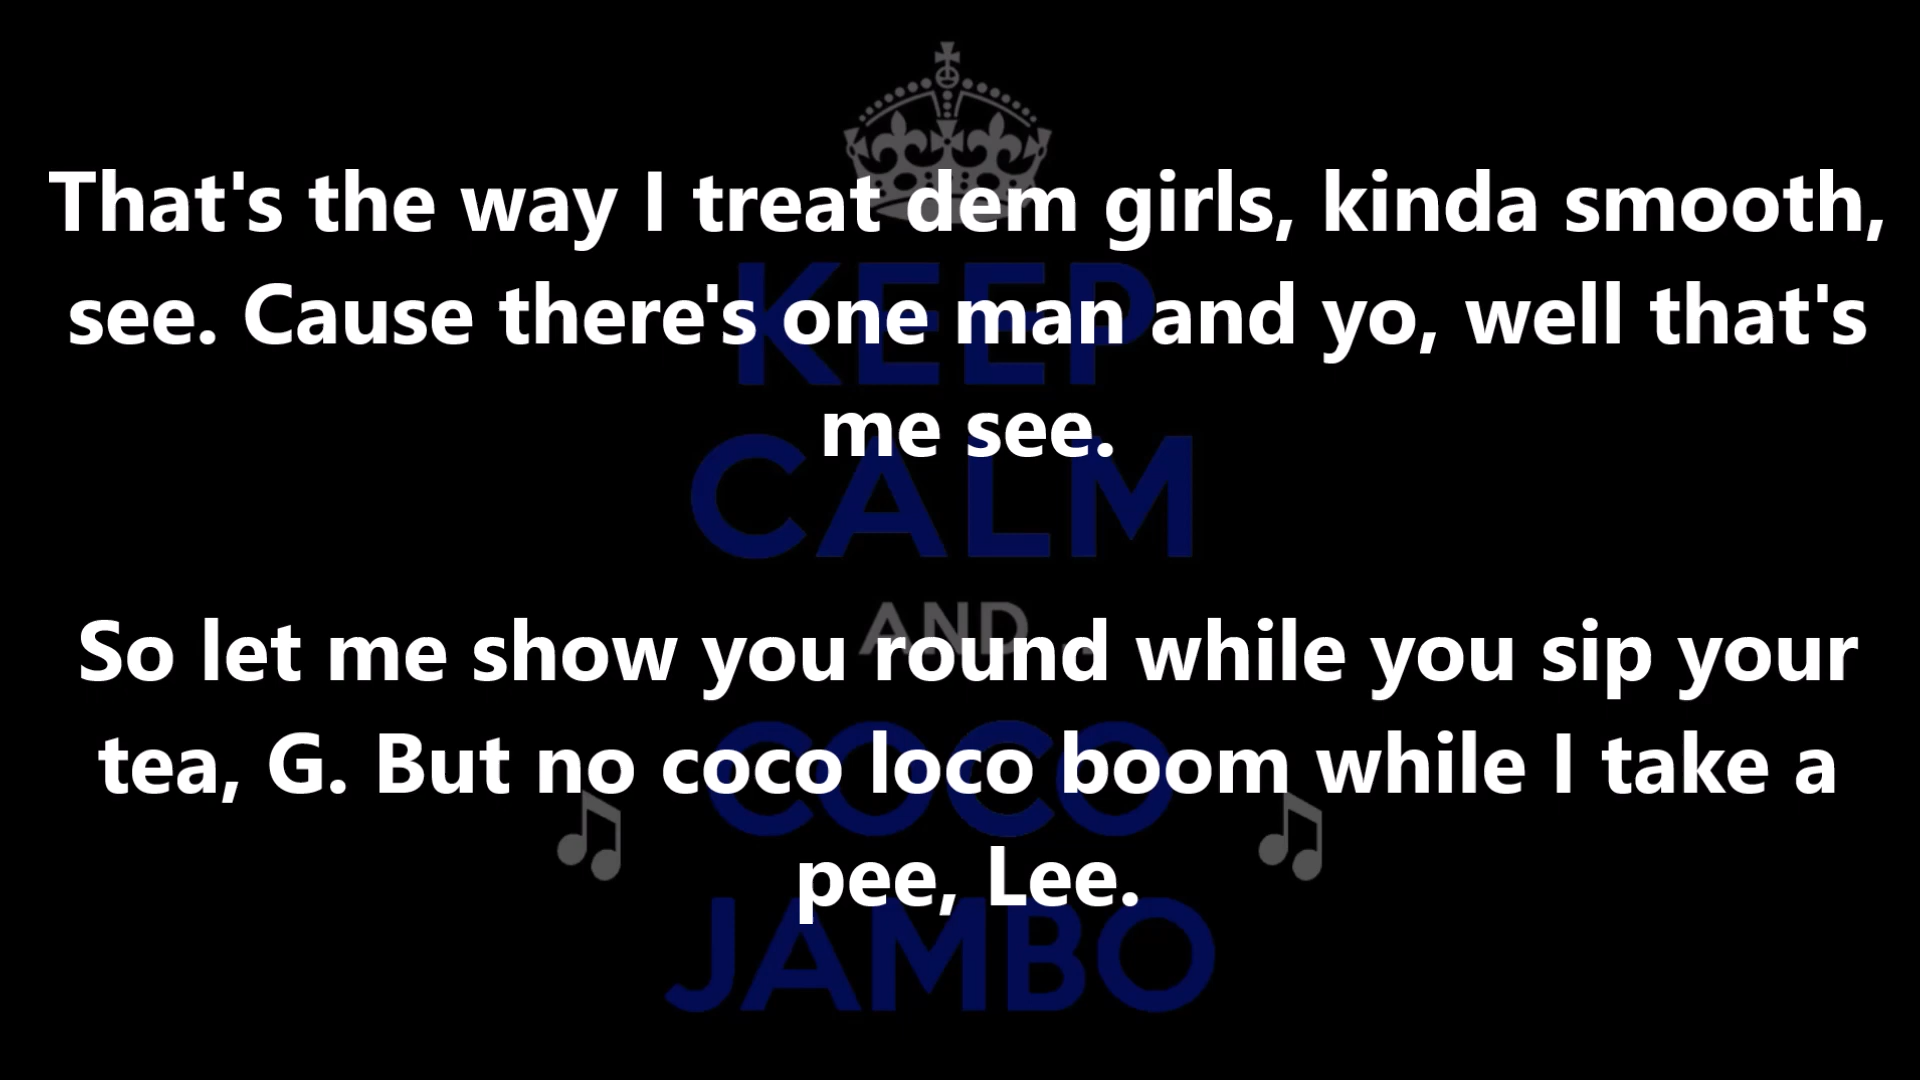 That's the way I treat dem girls, kinda smooth,
see. Cause there's one man and yo, well that's
me see.
So let me show you round while you sip your
tea, G. But no coco loco boom while I take a
pee, Lee.
KEEP
CALM
AND
COCO
JAMBO